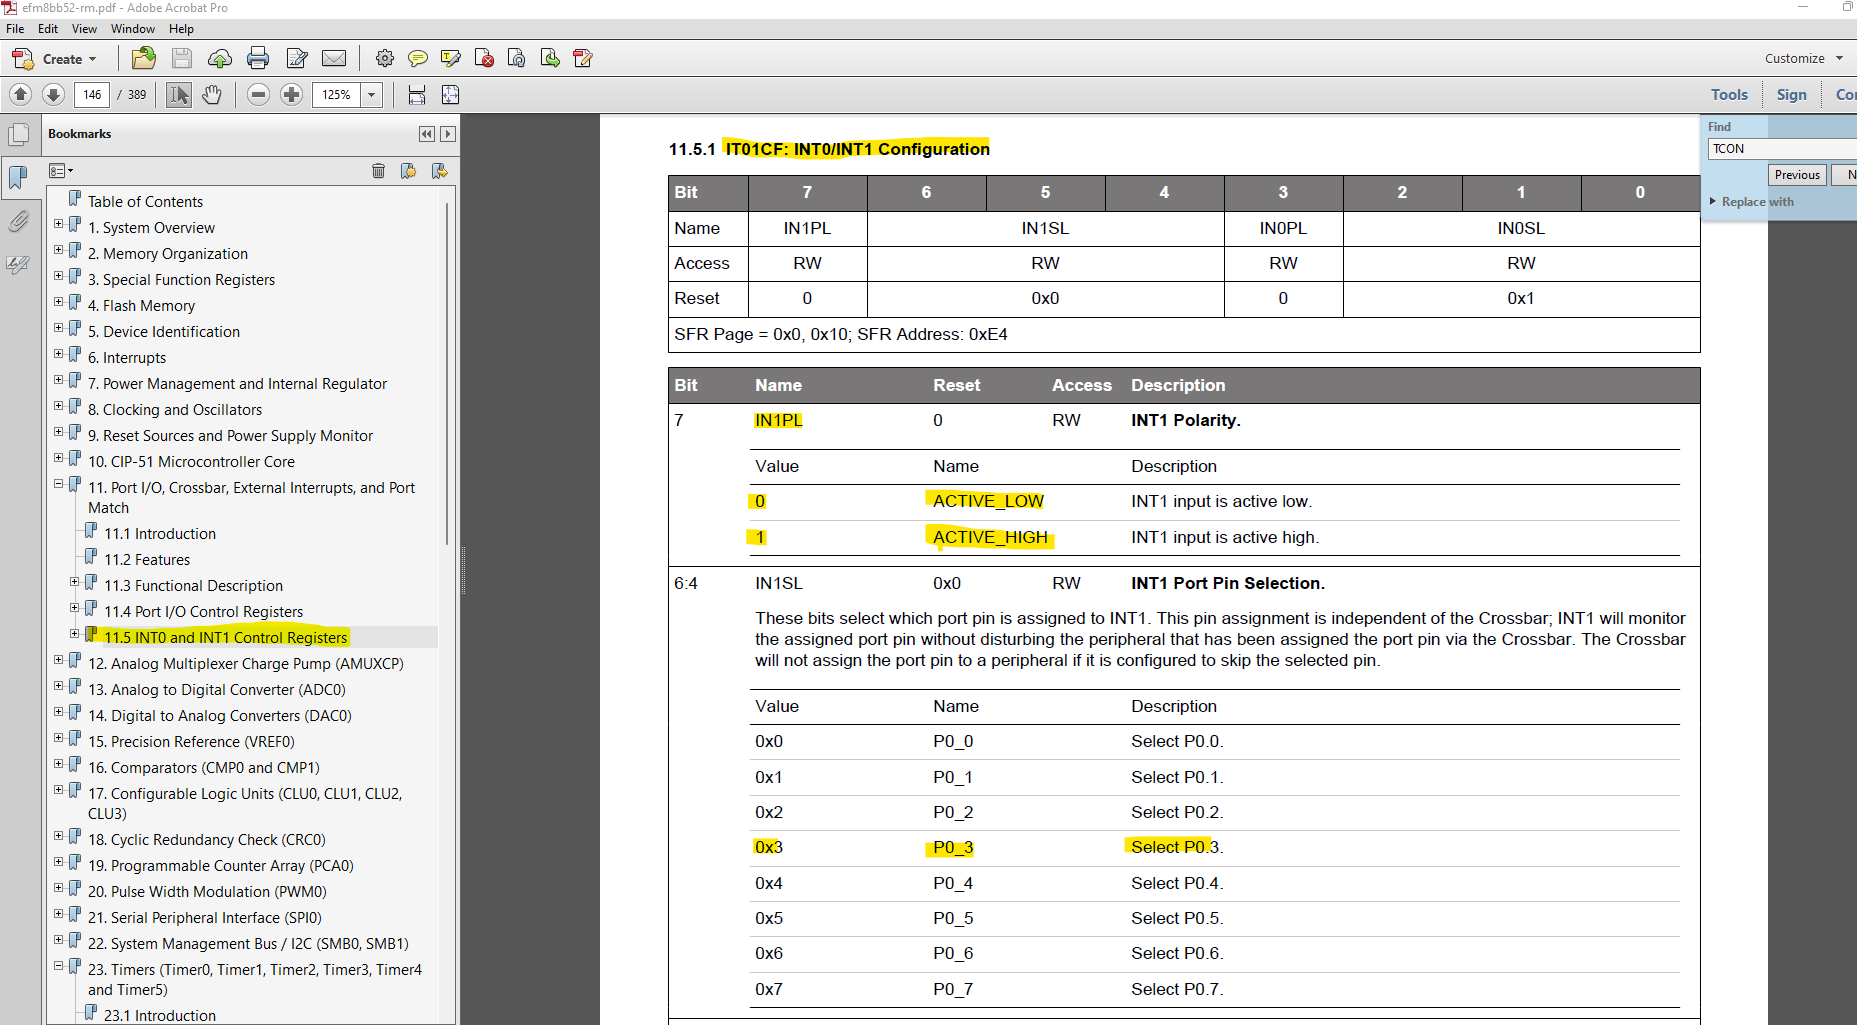 efm8bb52-rm.pdf - Adobe Acrobat Pro
File Edit View Window Help
Create
Customize
146 / 389
125%
Tools Sign
Bookmarks
Table of Contents
1. System Overview
2. Memory Organization
3. Special Function Registers
4. Flash Memory
5. Device Identification
6. Interrupts
7. Power Management and Internal Regulator
8. Clocking and Oscillators
9. Reset Sources and Power Supply Monitor
10. CIP-51 Microcontroller Core
11. Port I/O, Crossbar, External Interrupts, and Port
Match
11.1 Introduction
11.2 Features
11.3 Functional Description
11.4 Port I/O Control Registers
11.5 INT0 and INT1 Control Registers
12. Analog Multiplexer Charge Pump (AMUXCP)
13. Analog to Digital Converter (ADC0)
14. Digital to Analog Converters (DAC0)
15. Precision Reference (VREF0)
16. Comparators (CMP0 and CMP1)
17. Configurable Logic Units (CLU0, CLU1, CLU2,
CLU3)
18. Cyclic Redundancy Check (CRC0)
19. Programmable Counter Array (PCA0)
20. Pulse Width Modulation (PWM0)
21. Serial Peripheral Interface (SPI0)
22. System Management Bus / I2C (SMB0, SMB1)
23. Timers (Timer0, Timer1, Timer2, Timer3, Timer4
and Timer5)
23.1 Introduction
11.5.1 IT01CF: INT0/INT1 Configuration
Bit 7 6 5 4 3 2 1 0
Name IN1PL IN1SL IN0PL IN0SL
Access RW RW RW RW
Reset 0 0x0 0 0x1
SFR Page = 0x0, 0x10; SFR Address: 0xE4
Bit Name Reset Access Description
7 IN1PL 0 RW INT1 Polarity.
Value Name Description
0 ACTIVE_LOW INT1 input is active low.
1 ACTIVE_HIGH INT1 input is active high.
6:4 IN1SL 0x0 RW INT1 Port Pin Selection.
These bits select which port pin is assigned to INT1. This pin assignment is independent of the Crossbar; INT1 will monitor
the assigned port pin without disturbing the peripheral that has been assigned the port pin via the Crossbar. The Crossbar
will not assign the port pin to a peripheral if it is configured to skip the selected pin.
Value Name Description
0x0 P0_0 Select P0.0.
0x1 P0_1 Select P0.1.
0x2 P0_2 Select P0.2.
0x3 P0_3 Select P0.3.
0x4 P0_4 Select P0.4.
0x5 P0_5 Select P0.5.
0x6 P0_6 Select P0.6.
0x7 P0_7 Select P0.7.
Find
TCON
Previous
Replace with